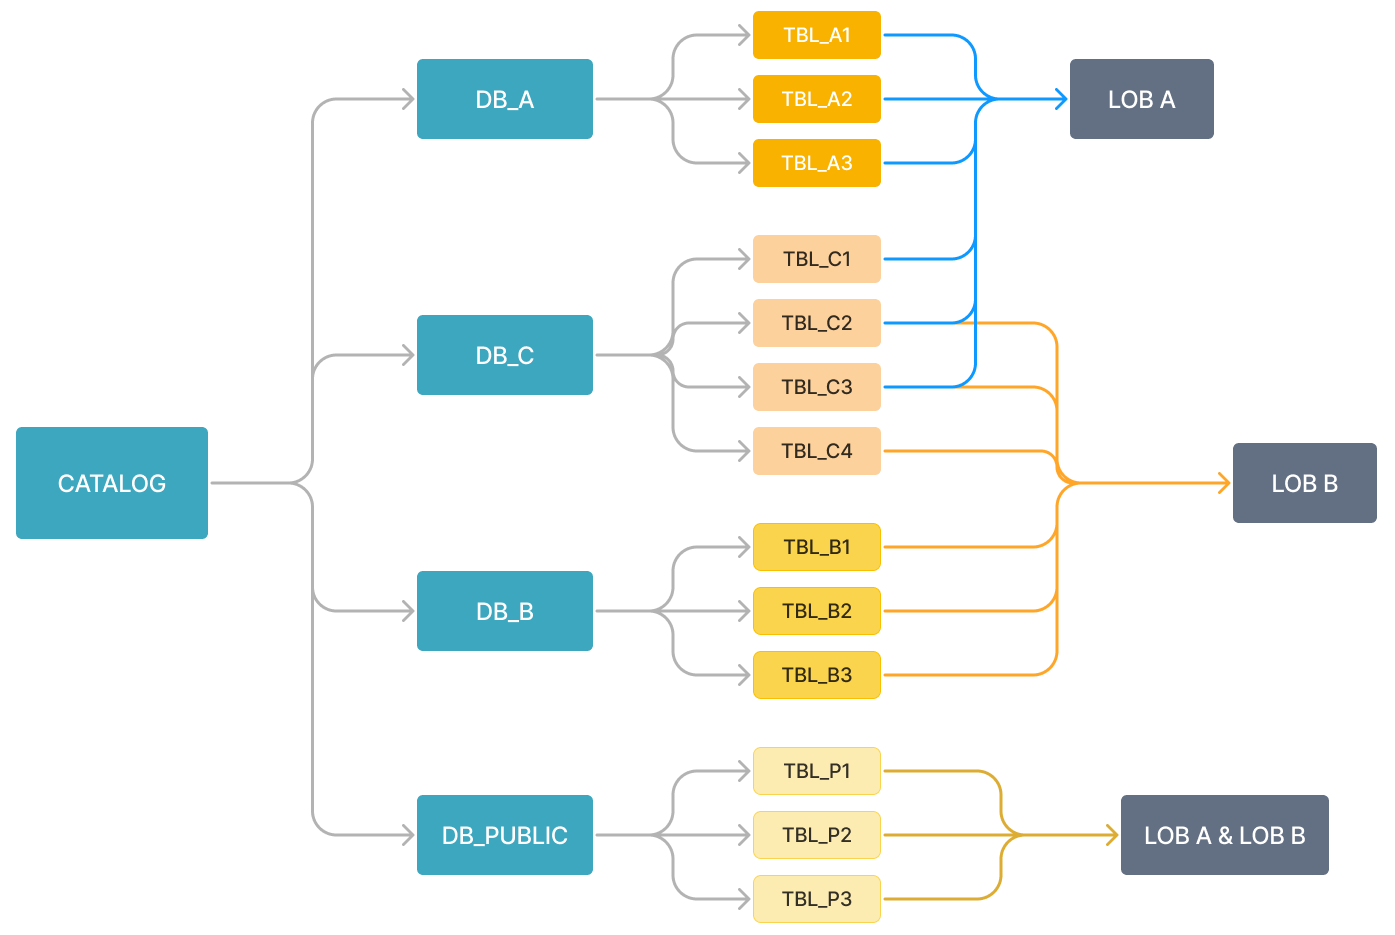 CATALOG
DB_A
DB_C
DB_B
DB_PUBLIC
TBL_A1
TBL_A2
TBL_A3
TBL_C1
TBL_C2
TBL_C3
TBL_C4
TBL_B1
TBL_B2
TBL_B3
TBL_P1
TBL_P2
TBL_P3
LOB A
LOB B
LOB A & LOB B